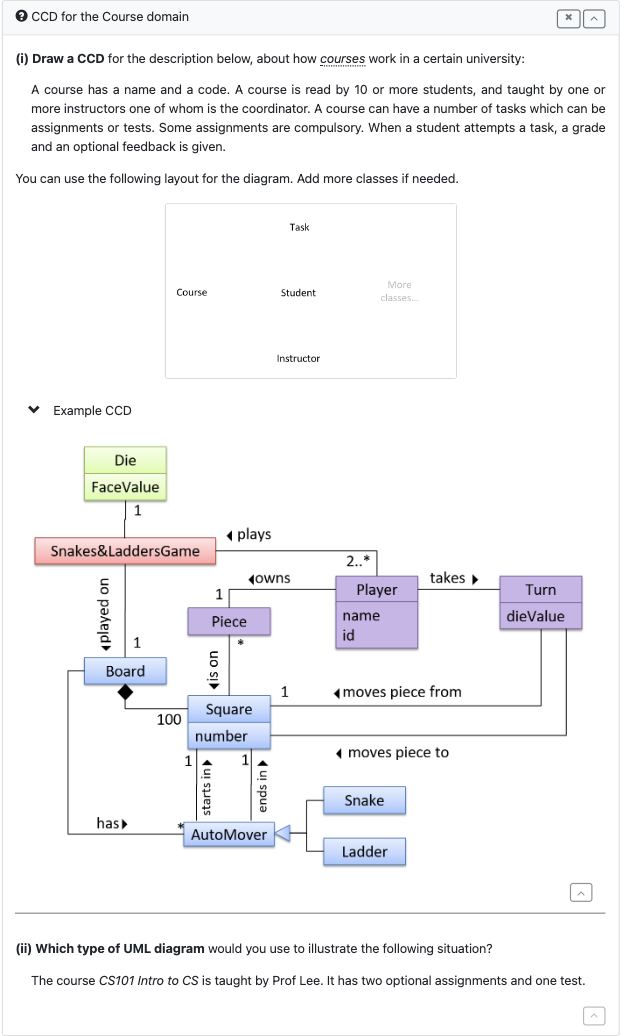 CCD for the Course domain
(i) Draw a CCD for the description below, about how courses work in a certain university:
A course has a name and a code. A course is read by 10 or more students, and taught by one or
more instructors one of whom is the coordinator. A course can have a number of tasks which can be
assignments or tests. Some assignments are compulsory. When a student attempts a task, a grade
and an optional feedback is given.
You can use the following layout for the diagram. Add more classes if needed.
Task
Course
Student
More
classes...
Instructor
Example CCD
Die
FaceValue
1
Snakes&LaddersGame
plays
2..*
owns
1
Player
name
id
takes
Turn
dieValue
Piece
*
played on
1
is on
Board
1
moves piece from
100
Square
number
moves piece to
1
starts in
1
ends in
has
*
AutoMover
Snake
Ladder
(ii) Which type of UML diagram would you use to illustrate the following situation?
The course CS101 Intro to CS is taught by Prof Lee. It has two optional assignments and one test.